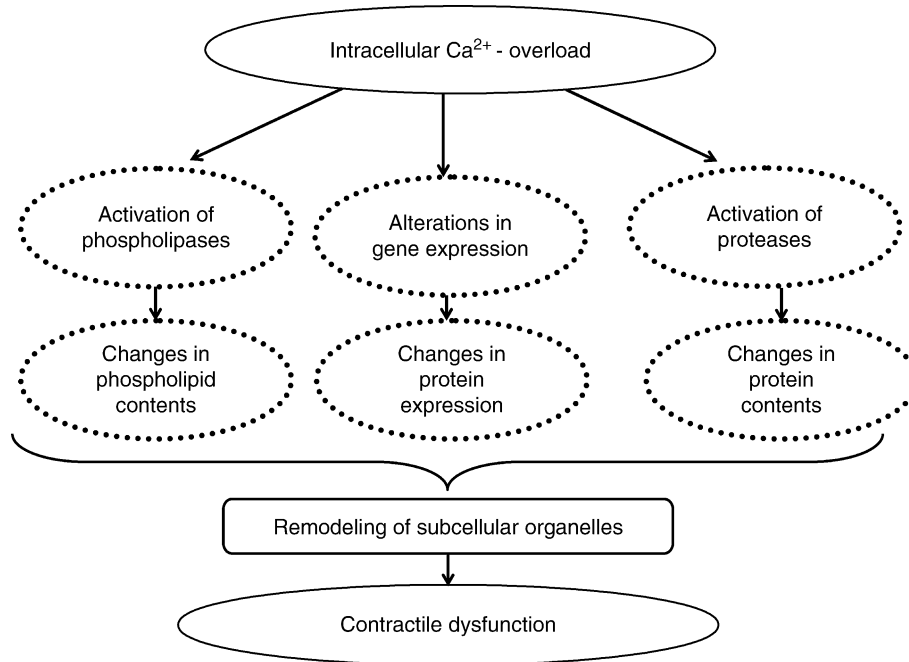 Intracellular Ca²⁺ - overload
Activation of
phospholipases
Alterations in
gene expression
Activation of
proteases
Changes in
phospholipid
contents
Changes in
protein
expression
Changes in
protein
contents
Remodeling of subcellular organelles
Contractile dysfunction